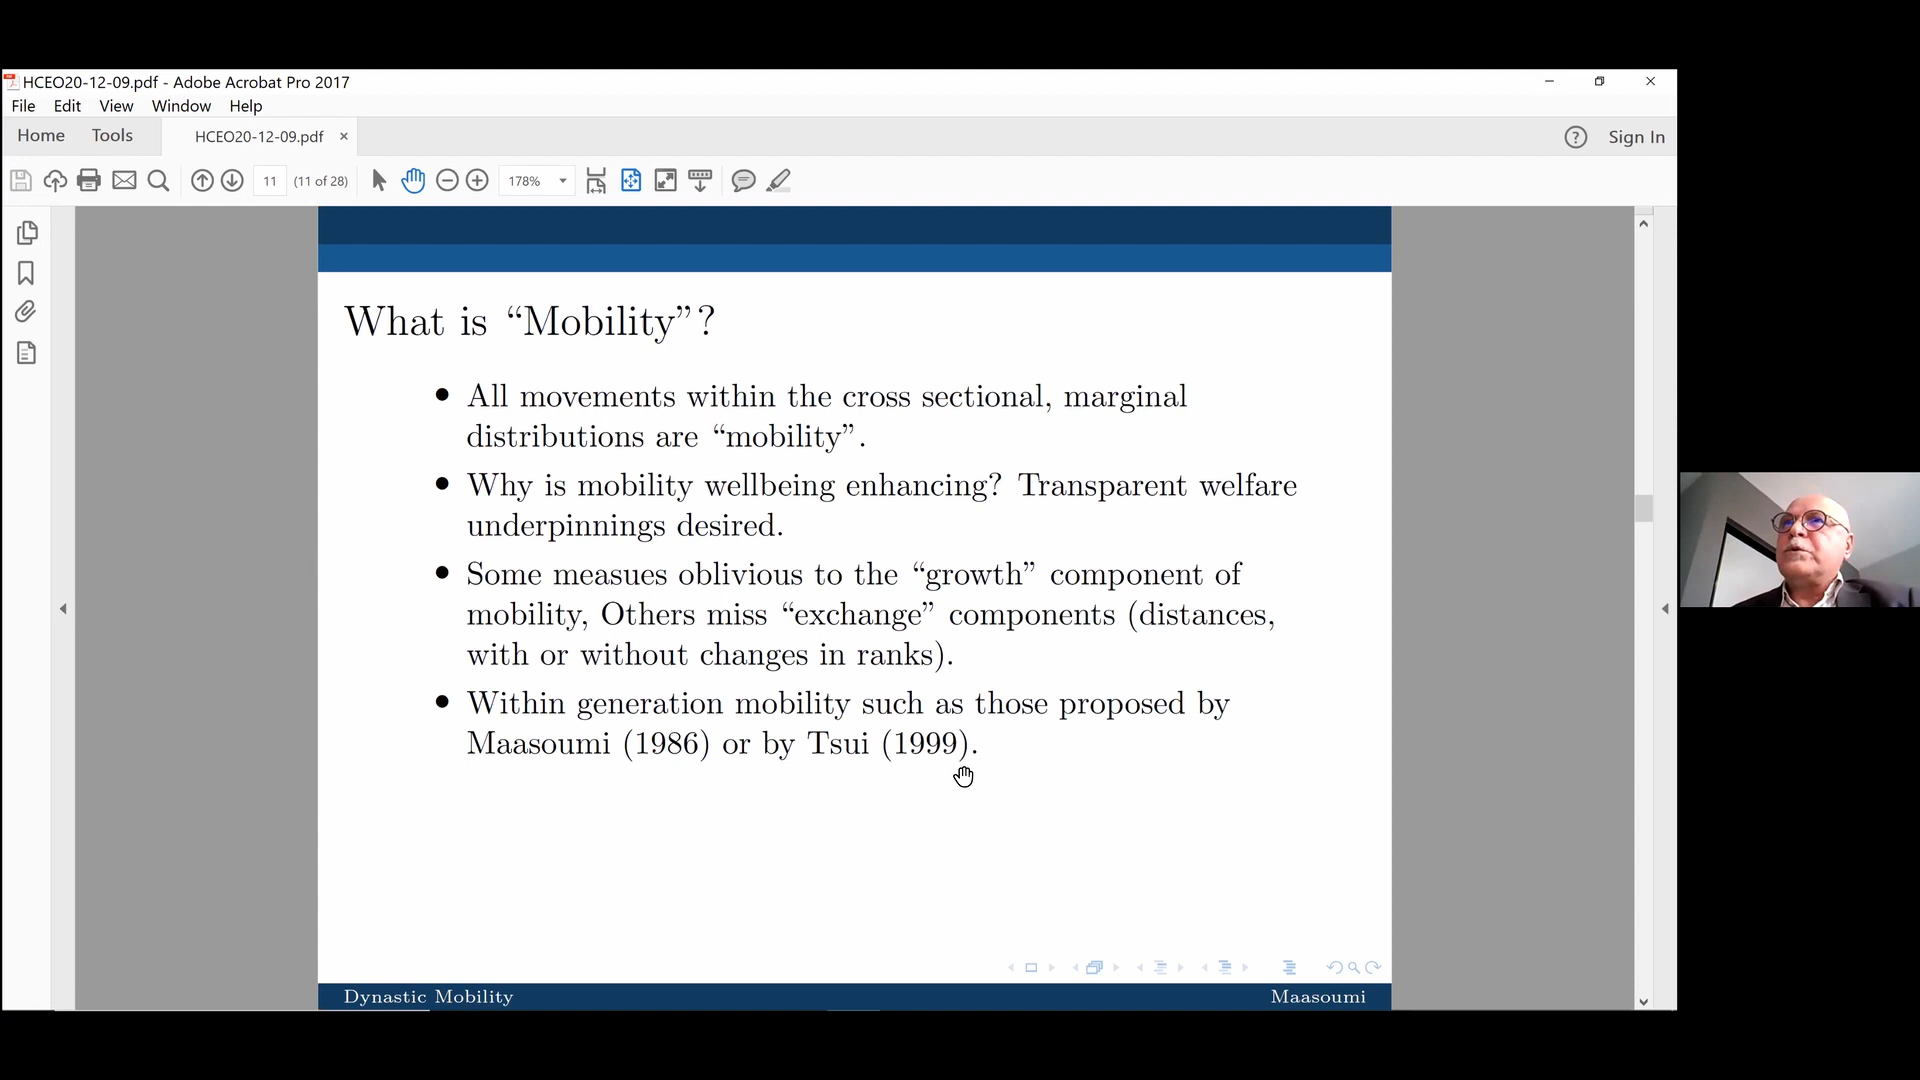 HCEO20-12-09.pdf - Adobe Acrobat Pro 2017
File Edit View Window Help
Home Tools HCEO20-12-09.pdf × ? Sign In
11 (11 of 28) 178%
What is “Mobility”?
• All movements within the cross sectional, marginal
distributions are “mobility”.
• Why is mobility wellbeing enhancing? Transparent welfare
underpinnings desired.
• Some measues oblivious to the “growth” component of
mobility, Others miss “exchange” components (distances,
with or without changes in ranks).
• Within generation mobility such as those proposed by
Maasoumi (1986) or by Tsui (1999).
Dynastic Mobility Maasoumi